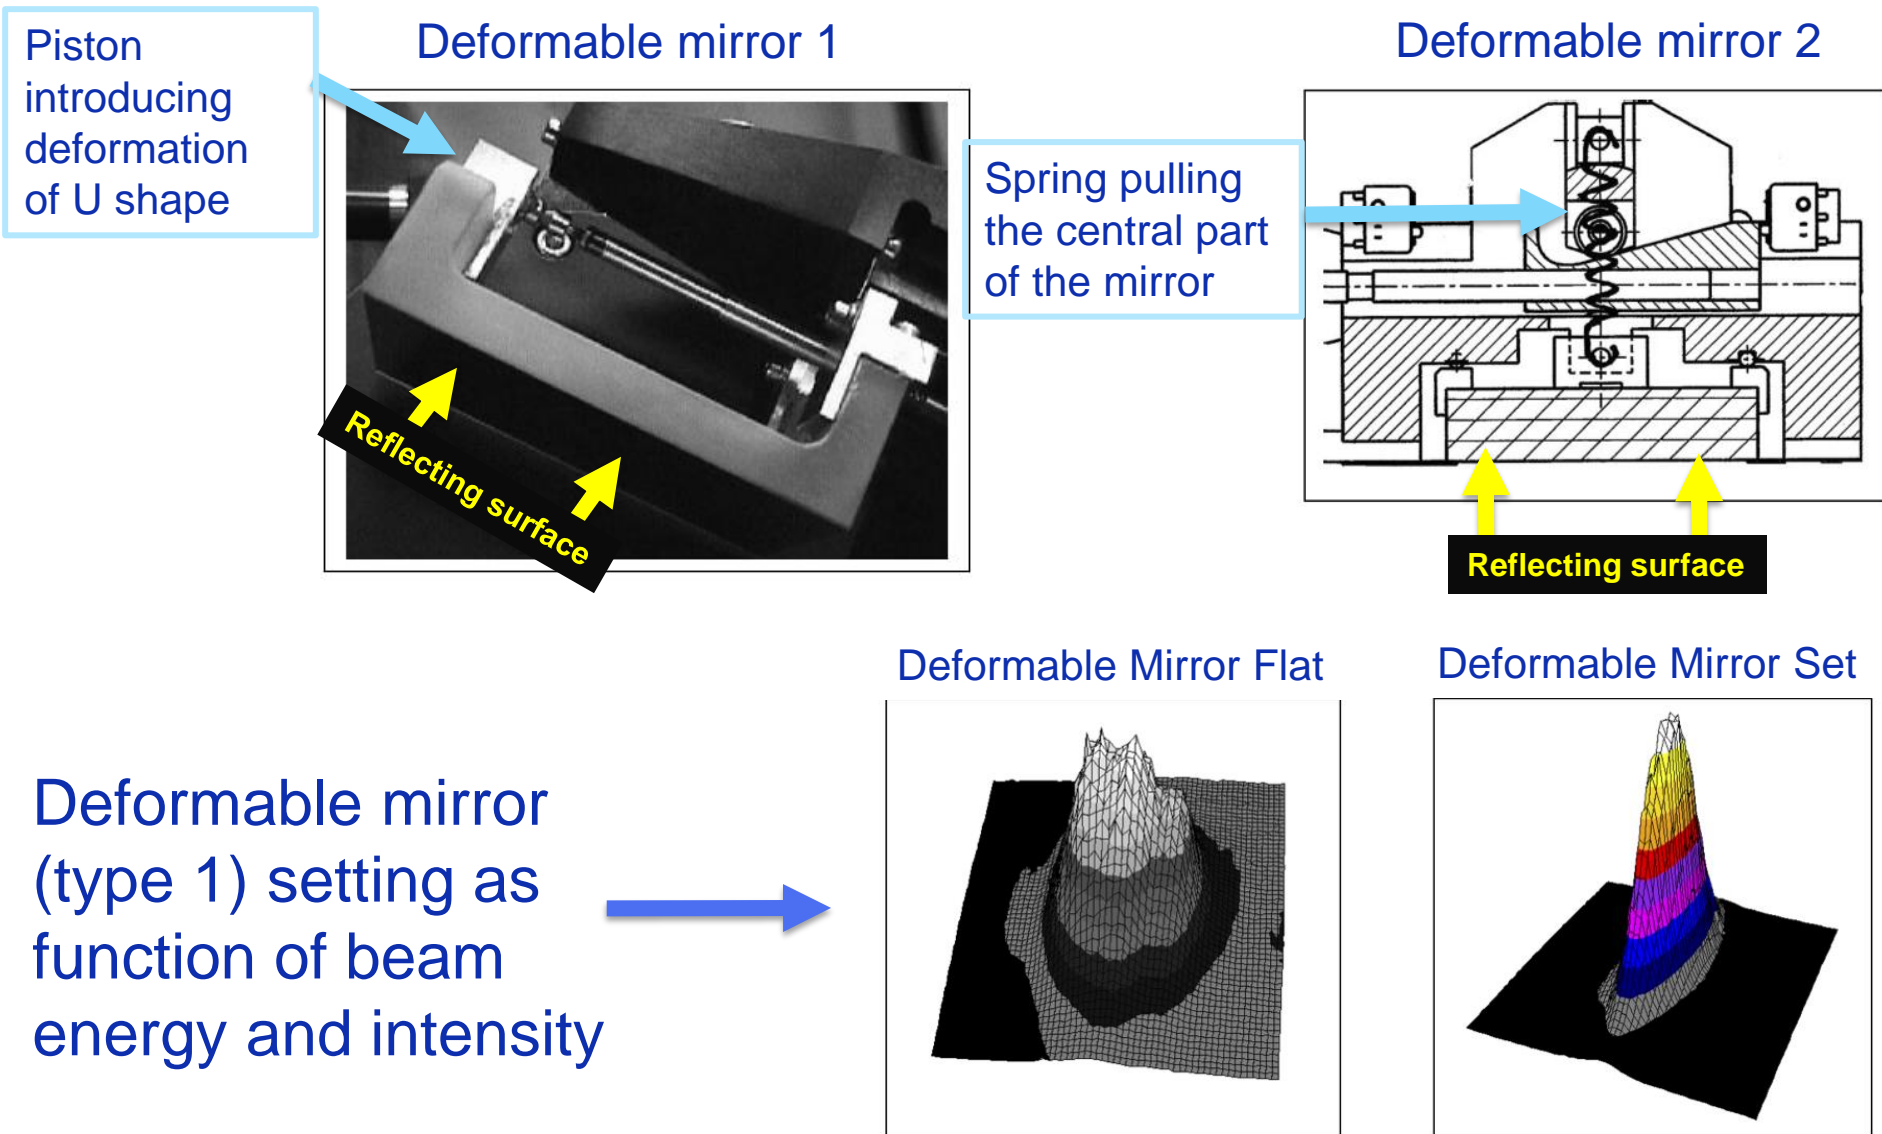 Piston
introducing
deformation
of U shape
Deformable mirror 1
Reflecting surface
Deformable mirror 2
Spring pulling
the central part
of the mirror
Reflecting surface
Deformable mirror
(type 1) setting as
function of beam
energy and intensity
Deformable Mirror Flat
Deformable Mirror Set